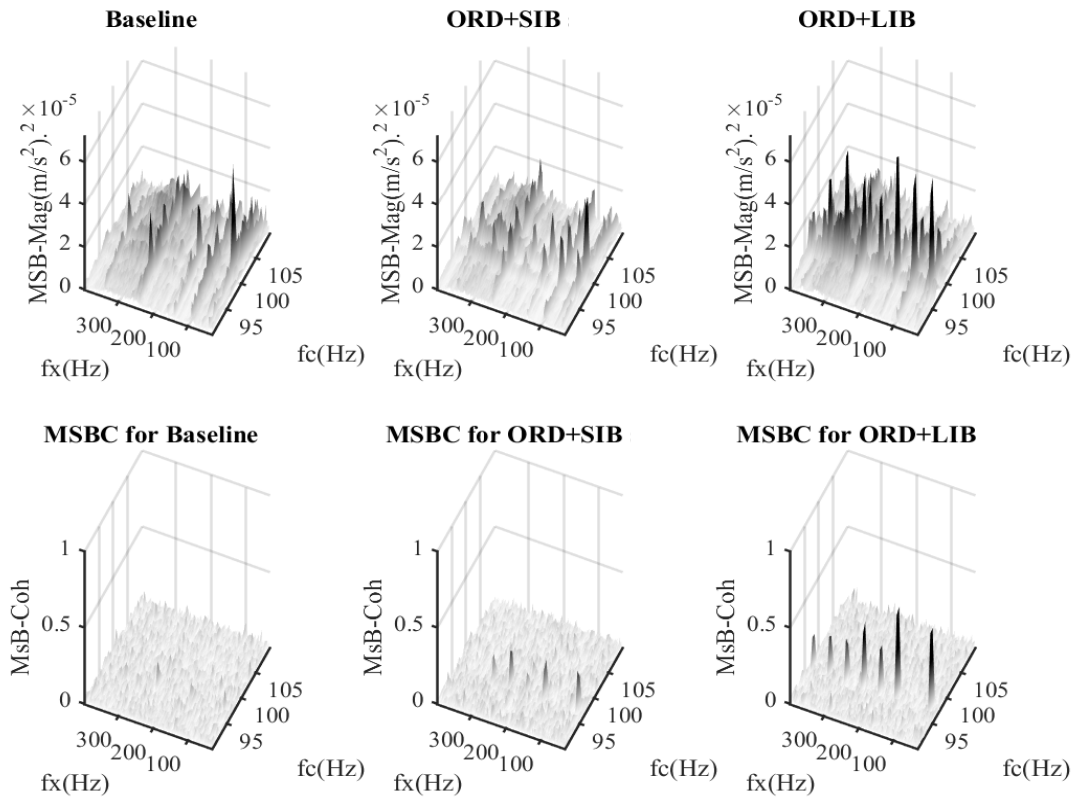 Baseline
MSB-Mag(m/s²).² ×10⁻⁵
6
4
2
0
300
200
100
fx(Hz)
95
100
105
fc(Hz)
ORD+SIB
MSB-Mag(m/s²).² ×10⁻⁵
6
4
2
0
300
200
100
fx(Hz)
95
100
105
fc(Hz)
ORD+LIB
MSB-Mag(m/s²).² ×10⁻⁵
6
4
2
0
300
200
100
fx(Hz)
95
100
105
fc(Hz)
MSBC for Baseline
MsB-Coh
1
0.5
0
300
200
100
fx(Hz)
95
100
105
fc(Hz)
MSBC for ORD+SIB
MsB-Coh
1
0.5
0
300
200
100
fx(Hz)
95
100
105
fc(Hz)
MSBC for ORD+LIB
MsB-Coh
1
0.5
0
300
200
100
fx(Hz)
95
100
105
fc(Hz)